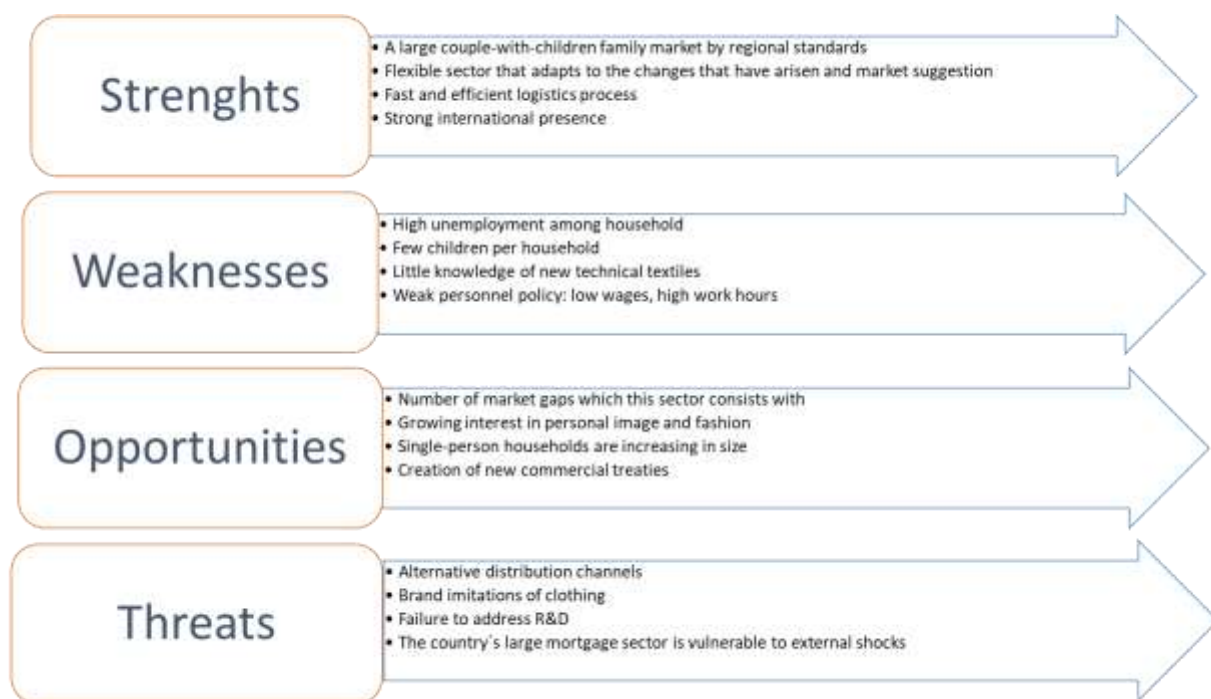 Strenghts
• A large couple-with-children family market by regional standards
• Flexible sector that adapts to the changes that have arisen and market suggestion
• Fast and efficient logistics process
• Strong international presence
Weaknesses
• High unemployment among household
• Few children per household
• Little knowledge of new technical textiles
• Weak personnel policy: low wages, high work hours
Opportunities
• Number of market gaps which this sector consists with
• Growing interest in personal image and fashion
• Single-person households are increasing in size
• Creation of new commercial treaties
Threats
• Alternative distribution channels
• Brand imitations of clothing
• Failure to address R&D
• The country´s large mortgage sector is vulnerable to external shocks